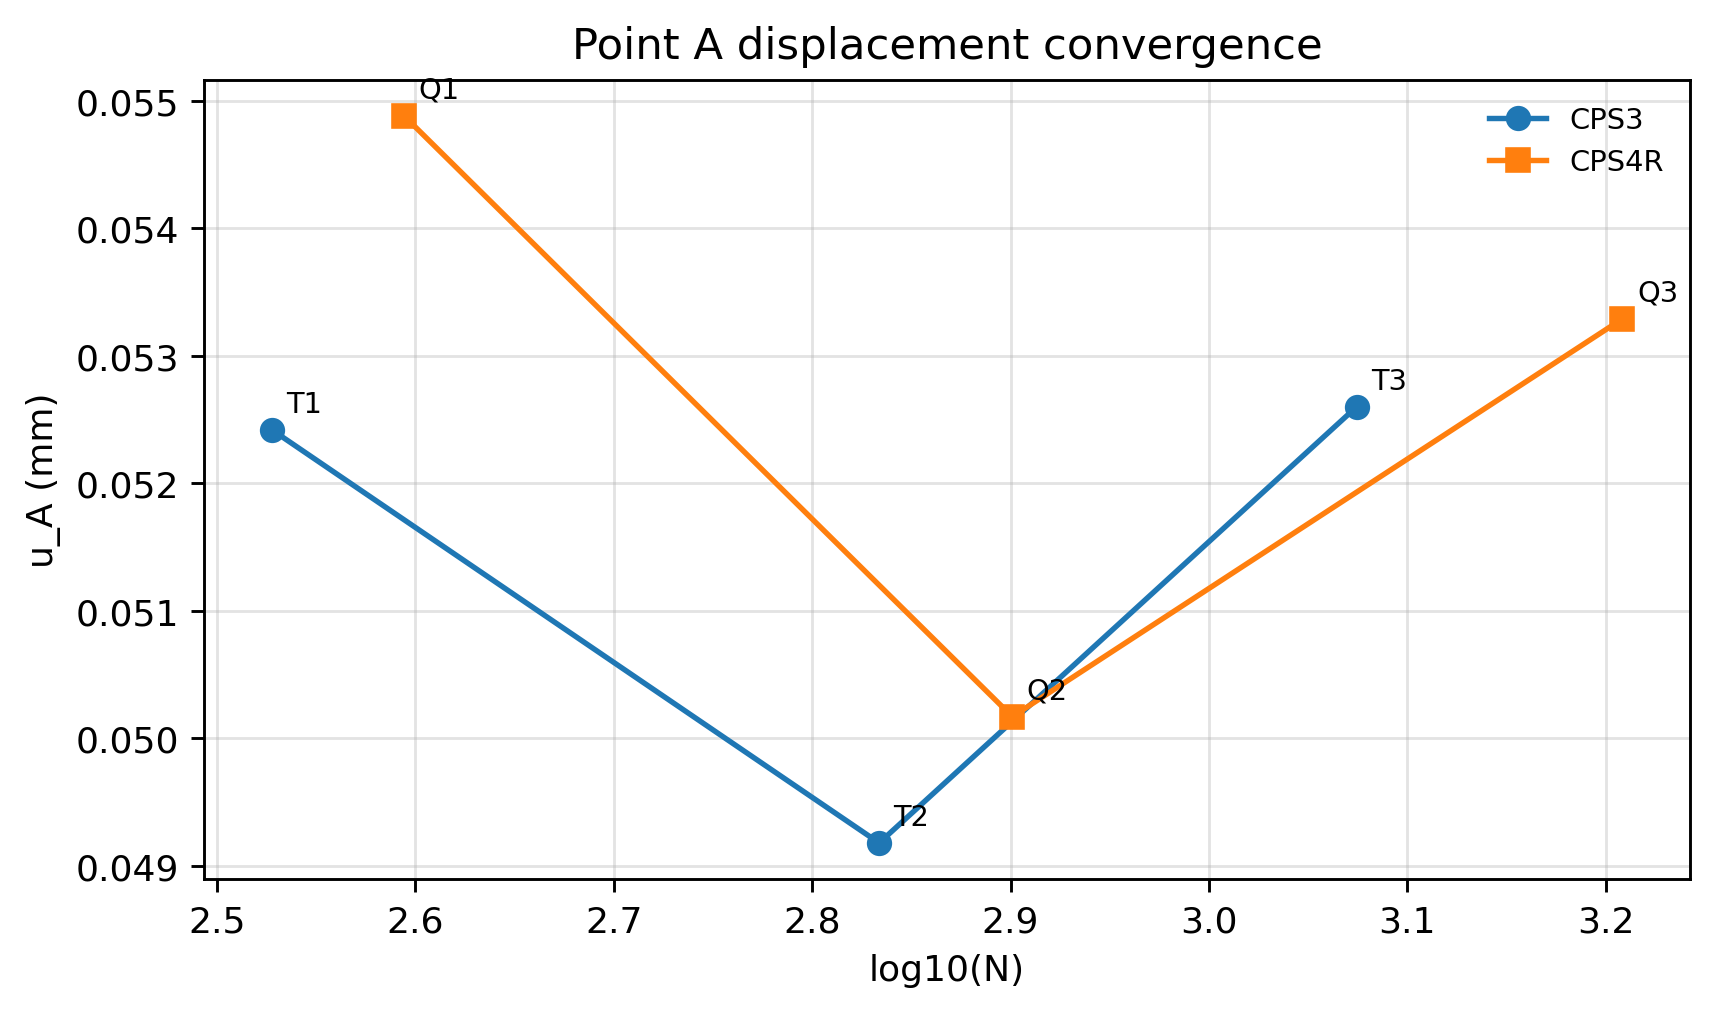 Point A displacement convergence
u_A (mm)
0.055
0.054
0.053
0.052
0.051
0.050
0.049
Q1
CPS3
CPS4R
Q3
T3
T1
Q2
T2
2.5 2.6 2.7 2.8 2.9 3.0 3.1 3.2
log10(N)